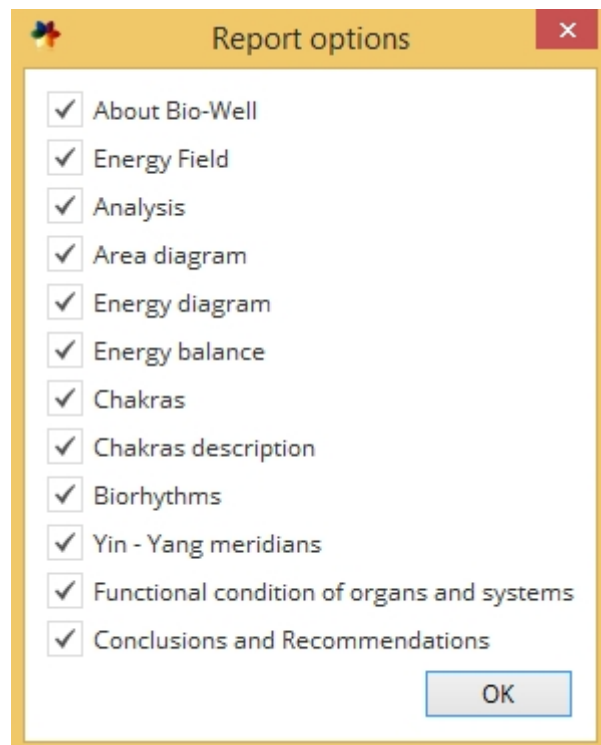 Report options
About Bio-Well
Energy Field
Analysis
Area diagram
Energy diagram
Energy balance
Chakras
Chakras description
Biorhythms
Yin - Yang meridians
Functional condition of organs and systems
Conclusions and Recommendations
OK